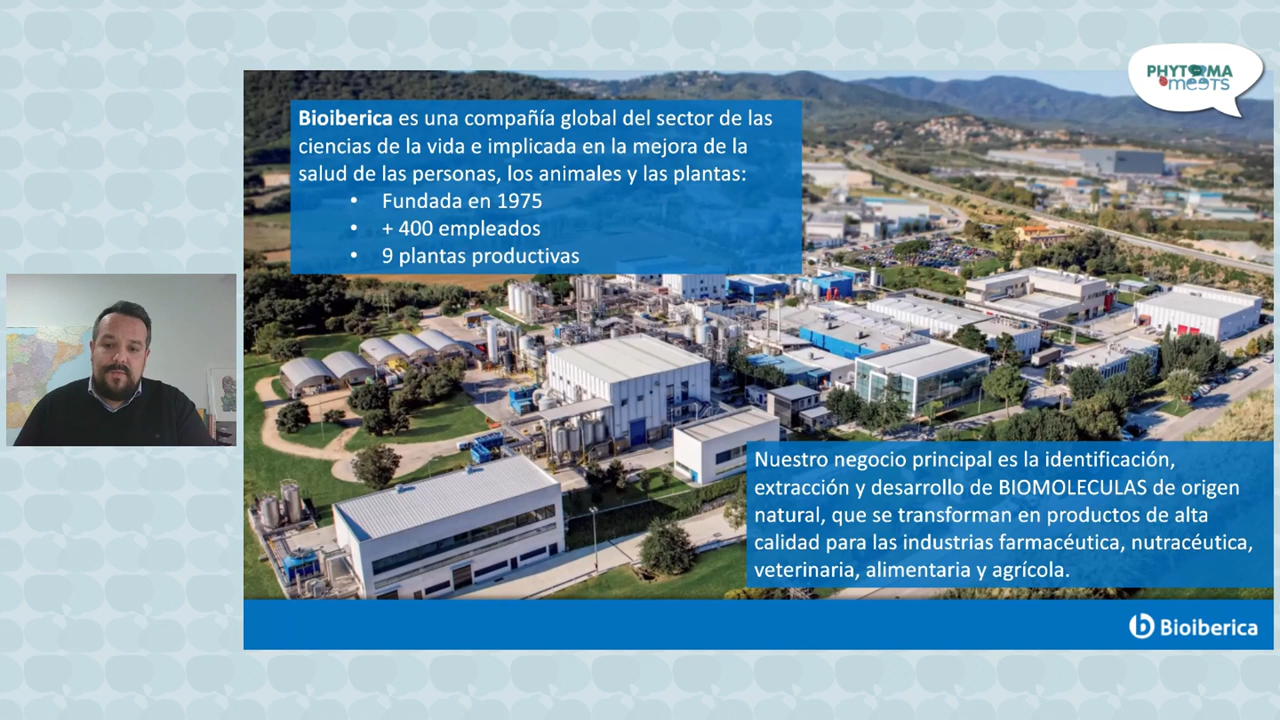 PHYTOMA
meets
Bioiberica es una compañía global del sector de las
ciencias de la vida e implicada en la mejora de la
salud de las personas, los animales y las plantas:
• Fundada en 1975
• + 400 empleados
• 9 plantas productivas
Nuestro negocio principal es la identificación,
extracción y desarrollo de BIOMOLECULAS de origen
natural, que se transforman en productos de alta
calidad para las industrias farmacéutica, nutracéutica,
veterinaria, alimentaria y agrícola.
Bioiberica